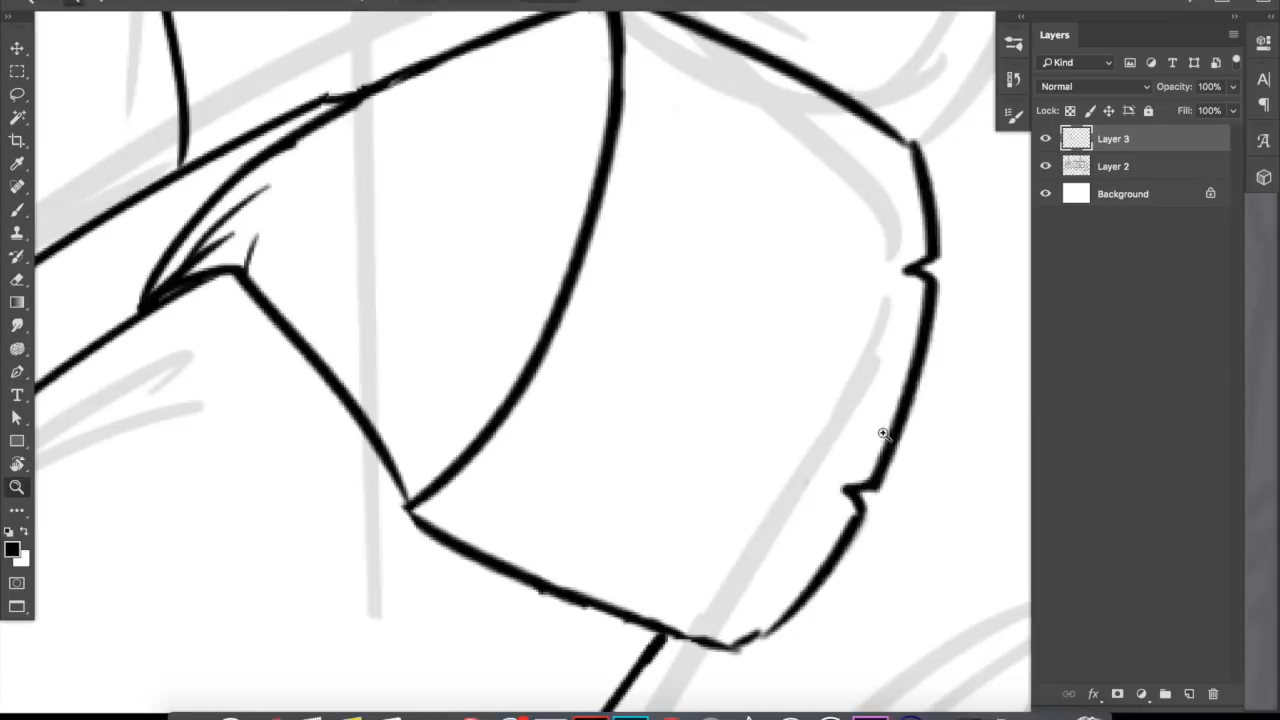 Layers
Kind
Normal Opacity: 100%
Lock: Fill: 100%
Layer 3
Layer 2
Background